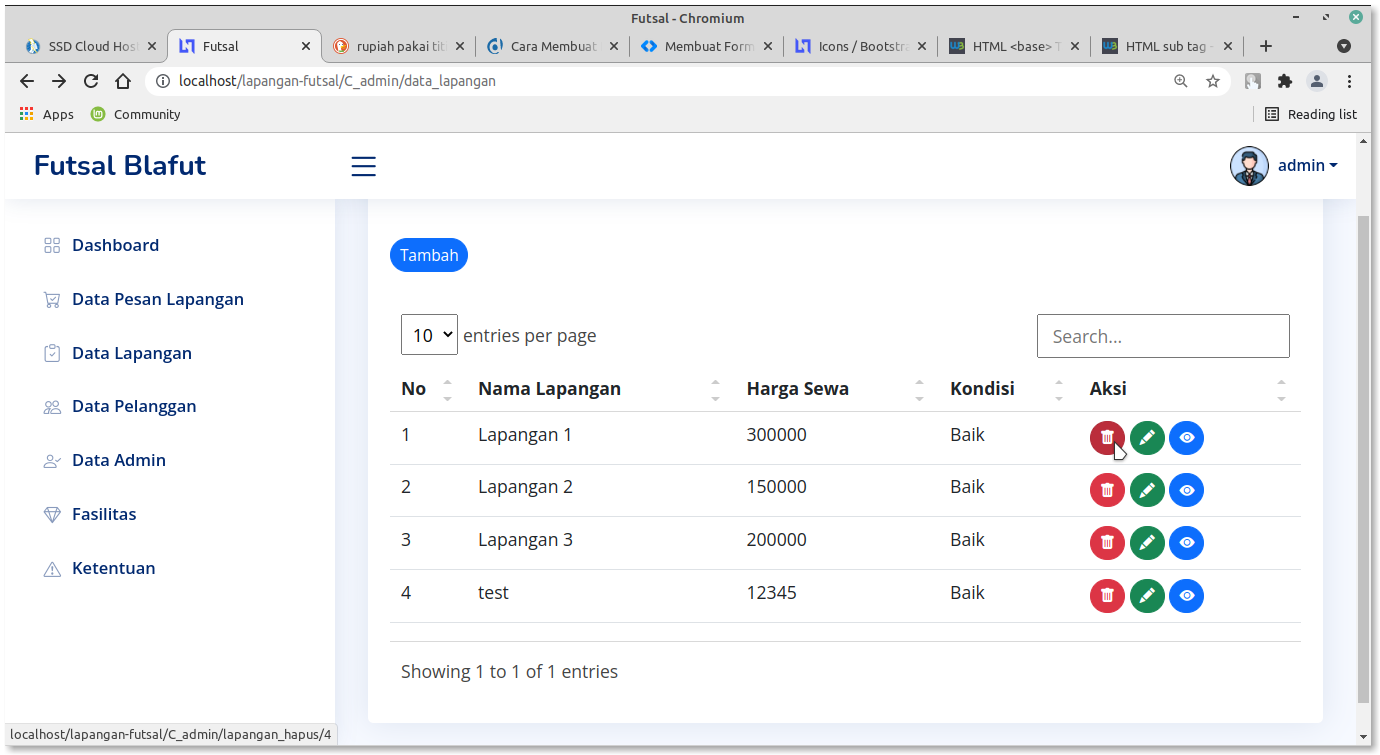 Futsal - Chromium
SSD Cloud Hos
Futsal
rupiah pakai tit
Cara Membuat
Membuat Form
Icons / Bootstr
HTML <base> T
HTML sub tag
localhost/lapangan-futsal/C_admin/data_lapangan
Apps
Community
Reading list
Futsal Blafut
admin
Dashboard
Data Pesan Lapangan
Data Lapangan
Data Pelanggan
Data Admin
Fasilitas
Ketentuan
Tambah
10 entries per page
Search...
No Nama Lapangan Harga Sewa Kondisi Aksi
1 Lapangan 1 300000 Baik
2 Lapangan 2 150000 Baik
3 Lapangan 3 200000 Baik
4 test 12345 Baik
Showing 1 to 1 of 1 entries
localhost/lapangan-futsal/C_admin/lapangan_hapus/4